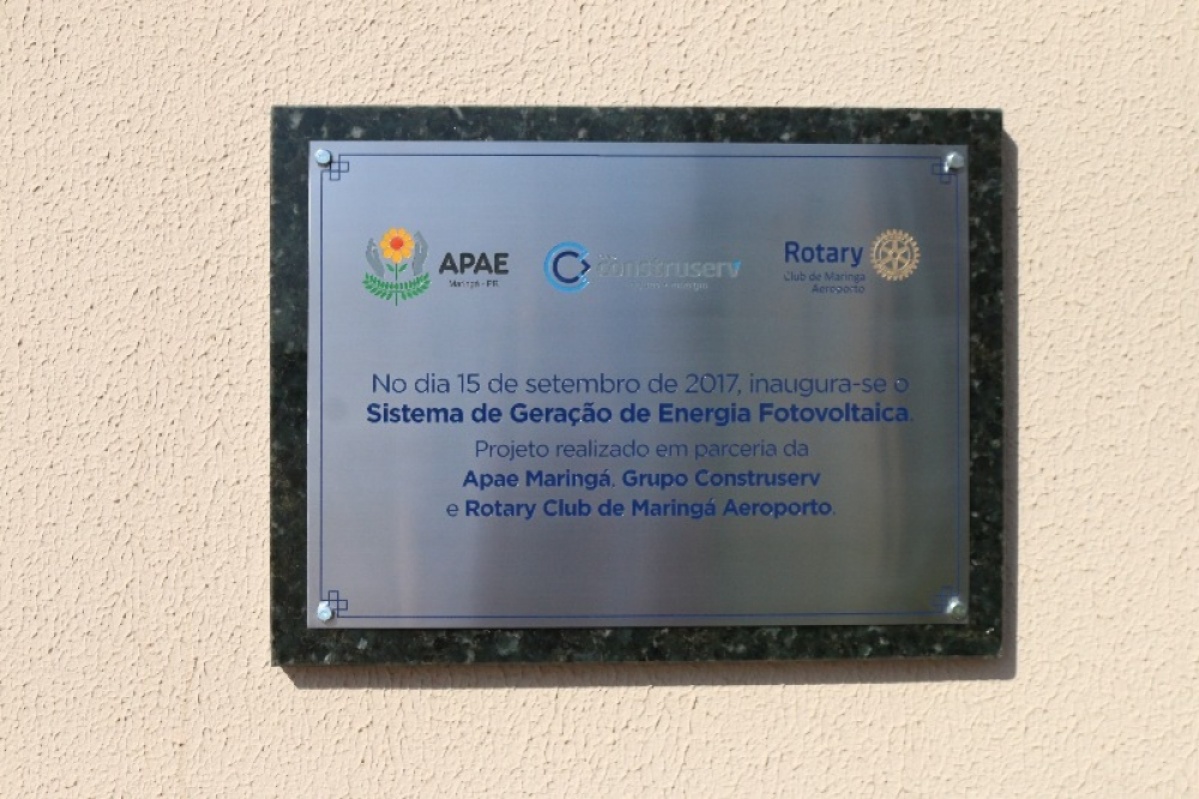 APAE
Maringá - PR
construserv
Rotary
Club de Maringá
Aeroporto
No dia 15 de setembro de 2017, inaugura-se o
Sistema de Geração de Energia Fotovoltaica.
Projeto realizado em parceria da
Apae Maringá, Grupo Construserv
e Rotary Club de Maringá Aeroporto.